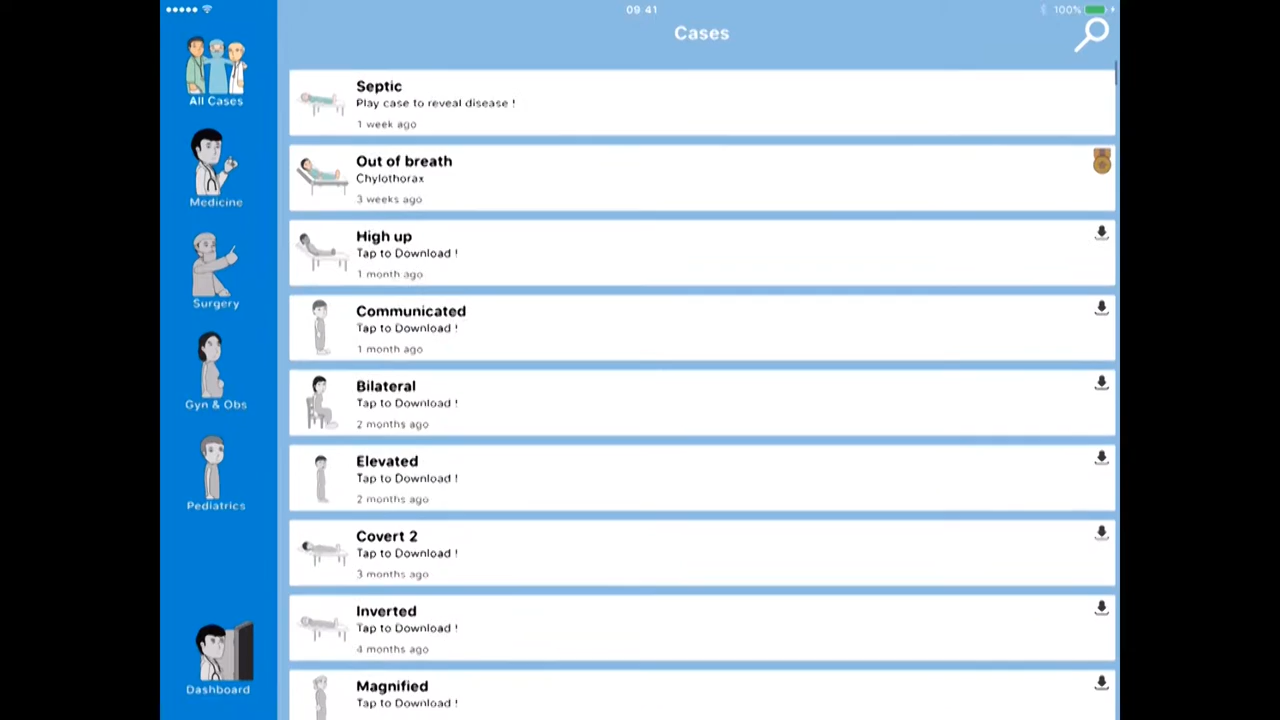 09 41
100%
Cases
All Cases
Medicine
Surgery
Gyn & Obs
Pediatrics
Dashboard
Septic
Play case to reveal disease !
1 week ago
Out of breath
Chylothorax
3 weeks ago
High up
Tap to Download !
1 month ago
Communicated
Tap to Download !
1 month ago
Bilateral
Tap to Download !
2 months ago
Elevated
Tap to Download !
2 months ago
Covert 2
Tap to Download !
3 months ago
Inverted
Tap to Download !
4 months ago
Magnified
Tap to Download !